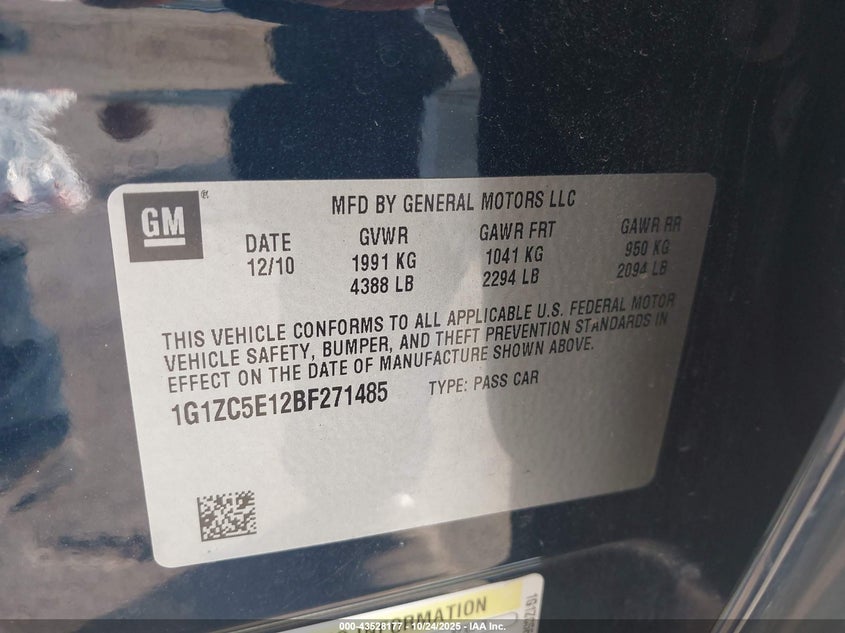 GM ®
MFD BY GENERAL MOTORS LLC
DATE GVWR GAWR FRT GAWR RR
12/10 1991 KG 1041 KG 950 KG
4388 LB 2294 LB 2094 LB
THIS VEHICLE CONFORMS TO ALL APPLICABLE U.S. FEDERAL MOTOR
VEHICLE SAFETY, BUMPER, AND THEFT PREVENTION STANDARDS IN
EFFECT ON THE DATE OF MANUFACTURE SHOWN ABOVE.
1G1ZC5E12BF271485 TYPE: PASS CAR
000-43528177 - 10/24/2025 - IAA Inc.